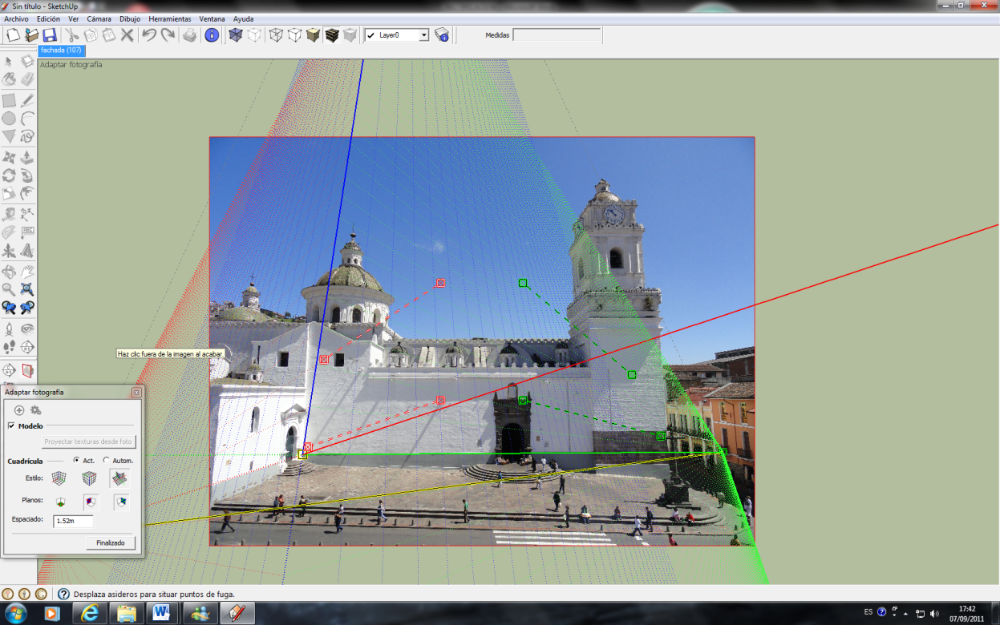 Sin título - SketchUp
Archivo Edición Ver Cámara Dibujo Herramientas Ventana Ayuda
Layer0
Medidas
fachada (107)
Adaptar fotografía
ABC
Haz clic fuera de la imagen al acabar.
Adaptar fotografía
Modelo
Proyectar texturas desde foto
Cuadrícula
Act.
Autom.
Estilo:
Planos:
Espaciado:
1.52m
Finalizado
Desplaza asideros para situar puntos de fuga.
ES
17:42
07/09/2011